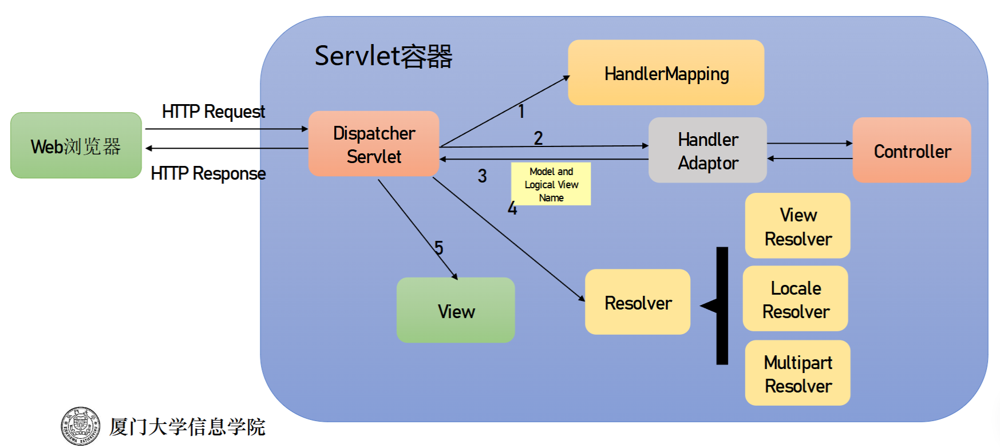 Servlet容器
HandlerMapping
HTTP Request
1
Web浏览器
Dispatcher
Servlet
2
Handler
Adaptor
Controller
HTTP Response
3
Model and
Logical View
Name
4
View
Resolver
5
Locale
Resolver
View
Resolver
Multipart
Resolver
厦门大学信息学院